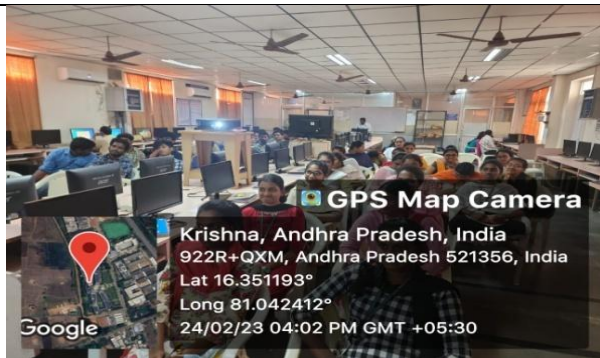 GPS Map Camera
Krishna, Andhra Pradesh, India
922R+QXM, Andhra Pradesh 521356, India
Lat 16.351193°
Long 81.042412°
24/02/23 04:02 PM GMT +05:30
Google